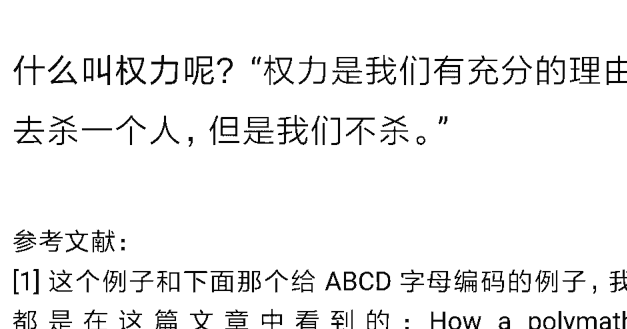 什么叫权力呢？“权力是我们有充分的理由
去杀一个人，但是我们不杀。”
参考文献：
[1] 这个例子和下面那个给 ABCD 字母编码的例子，我
都是在这篇文章中看到的：How a polymath